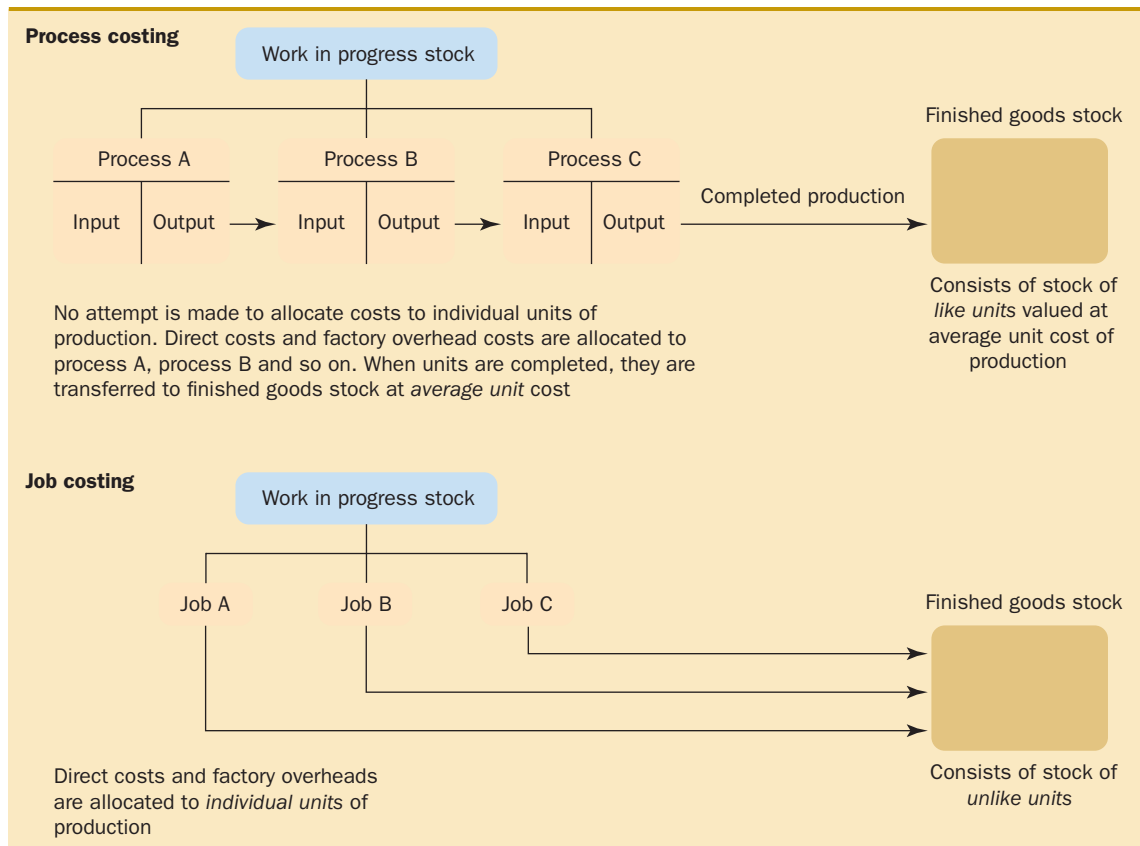 Process costing
Work in progress stock
Finished goods stock
Process A
Process B
Process C
Input
Output
Input
Output
Input
Output
Completed production
No attempt is made to allocate costs to individual units of
production. Direct costs and factory overhead costs are allocated to
process A, process B and so on. When units are completed, they are
transferred to finished goods stock at average unit cost
Consists of stock of
like units valued at
average unit cost of
production
Job costing
Work in progress stock
Job A
Job B
Job C
Finished goods stock
Direct costs and factory overheads
are allocated to individual units of
production
Consists of stock of
unlike units